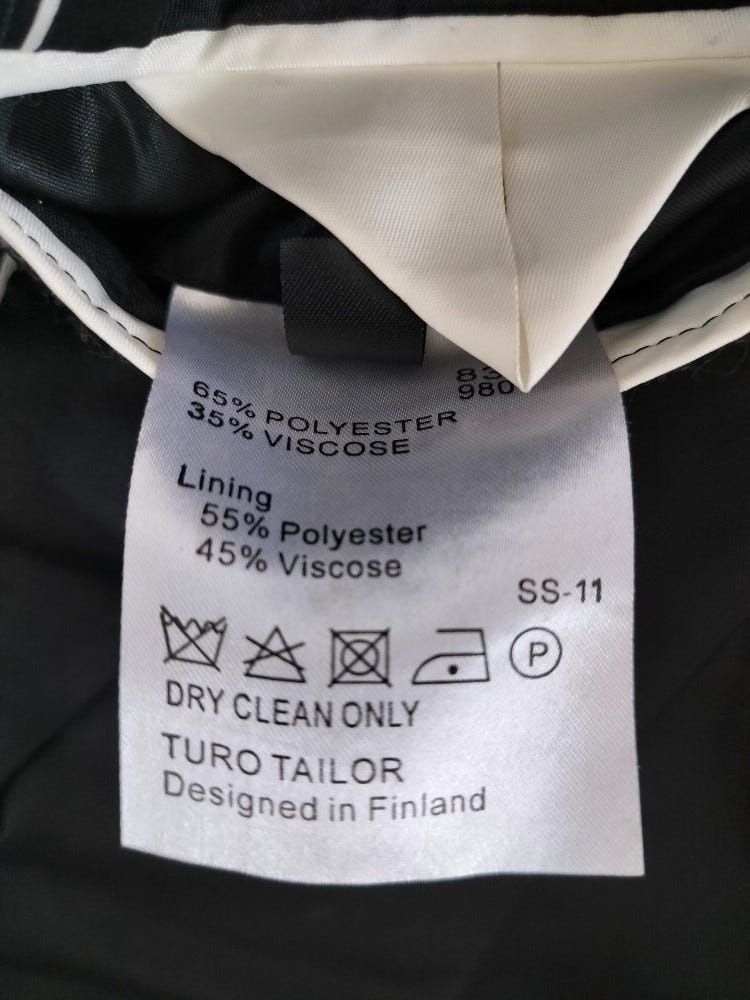 65% POLYESTER
35% VISCOSE
980
Lining
55% Polyester
45% Viscose
SS-11
P
DRY CLEAN ONLY
TURO TAILOR
Designed in Finland